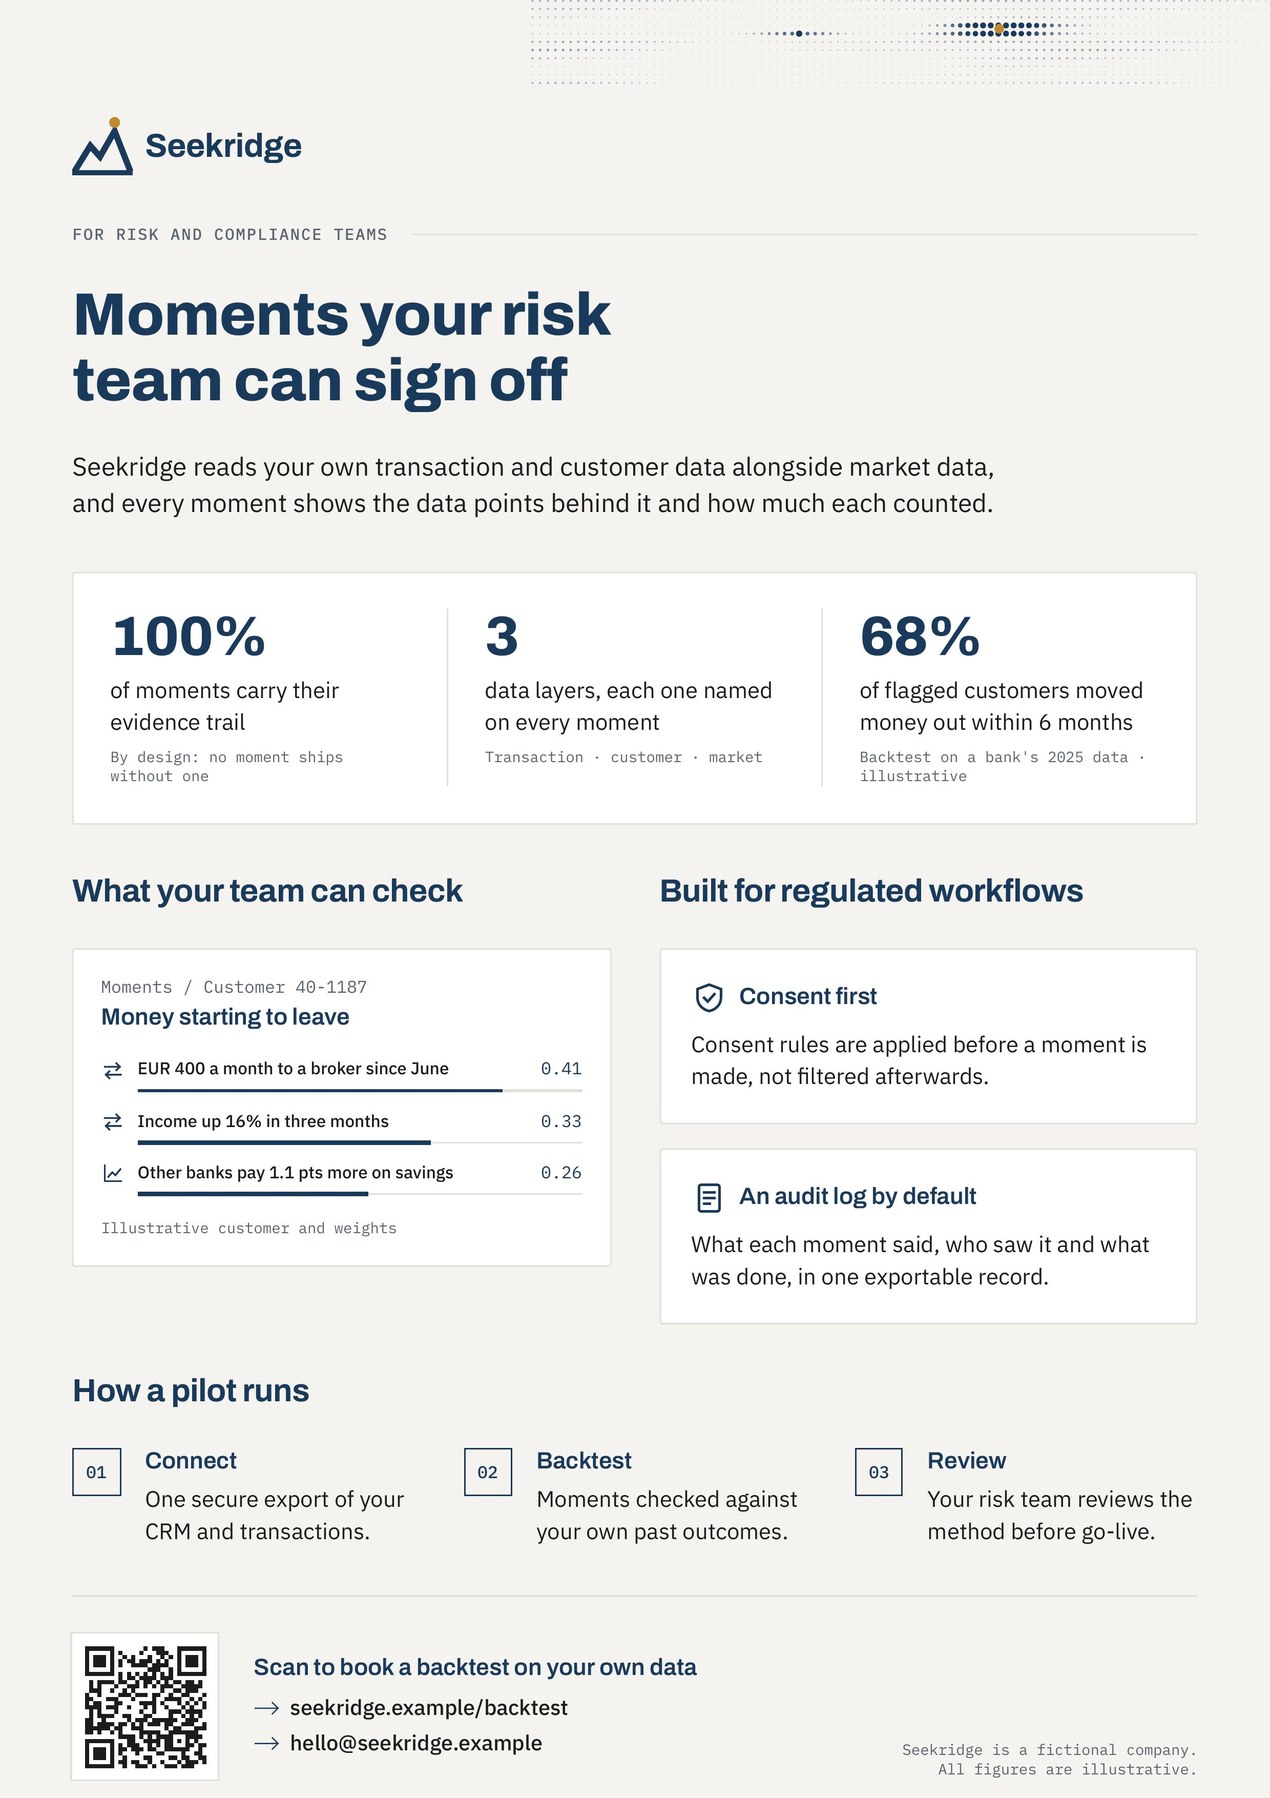 Seekridge
FOR RISK AND COMPLIANCE TEAMS
Moments your risk
team can sign off
Seekridge reads your own transaction and customer data alongside market data,
and every moment shows the data points behind it and how much each counted.
100%
of moments carry their
evidence trail
By design: no moment ships
without one
3
data layers, each one named
on every moment
Transaction · customer · market
68%
of flagged customers moved
money out within 6 months
Backtest on a bank's 2025 data ·
illustrative
What your team can check
Moments / Customer 40-1187
Money starting to leave
EUR 400 a month to a broker since June 0.41
Income up 16% in three months 0.33
Other banks pay 1.1 pts more on savings 0.26
Illustrative customer and weights
Built for regulated workflows
Consent first
Consent rules are applied before a moment is
made, not filtered afterwards.
An audit log by default
What each moment said, who saw it and what
was done, in one exportable record.
How a pilot runs
01
Connect
One secure export of your
CRM and transactions.
02
Backtest
Moments checked against
your own past outcomes.
03
Review
Your risk team reviews the
method before go-live.
Scan to book a backtest on your own data
→ seekridge.example/backtest
→ hello@seekridge.example
Seekridge is a fictional company.
All figures are illustrative.